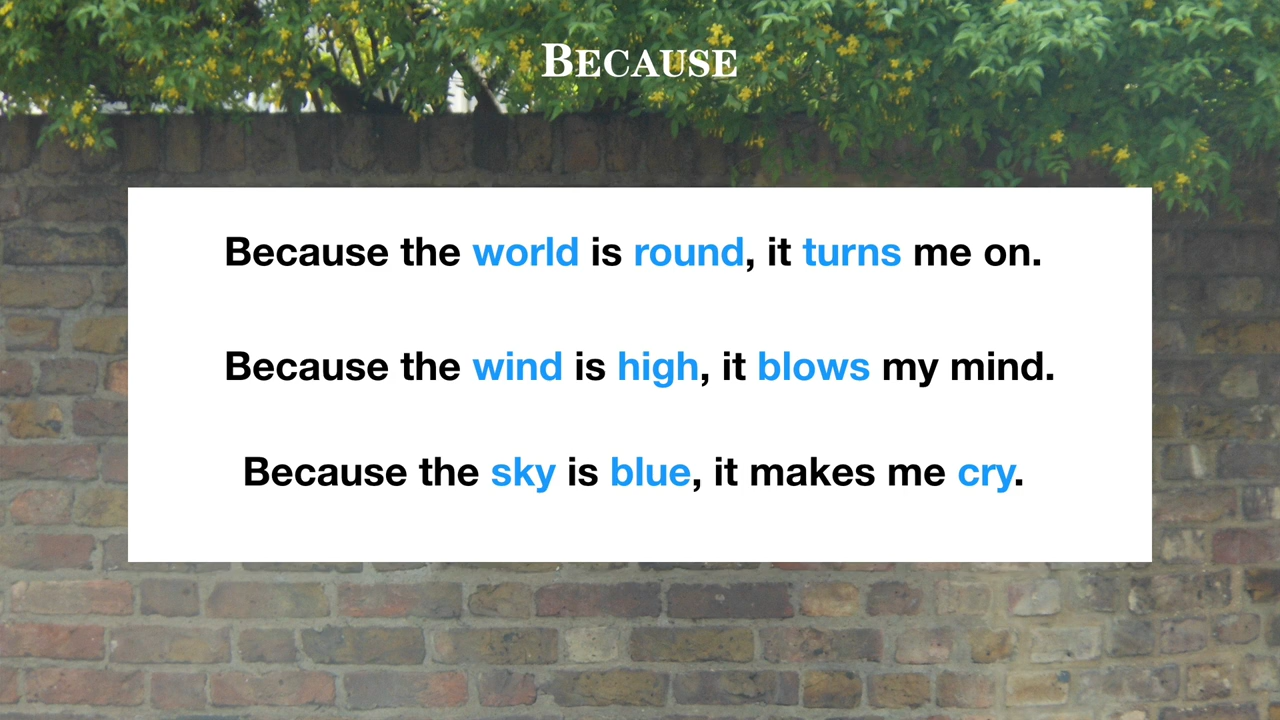 BECAUSE
Because the world is round, it turns me on.
Because the wind is high, it blows my mind.
Because the sky is blue, it makes me cry.